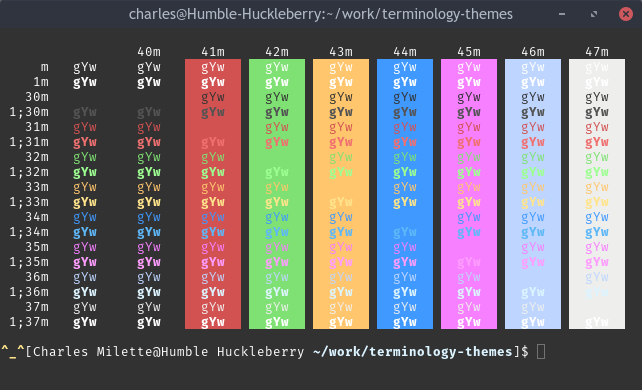 charles@Humble-Huckleberry:~/work/terminology-themes
40m 41m 42m 43m 44m 45m 46m 47m
m gYw gYw gYw gYw gYw gYw gYw gYw gYw
1m gYw gYw gYw gYw gYw gYw gYw gYw gYw
30m gYw gYw gYw gYw gYw gYw gYw
1;30m gYw gYw gYw gYw gYw gYw gYw gYw gYw
31m gYw gYw gYw gYw gYw gYw gYw gYw
1;31m gYw gYw gYw gYw gYw gYw gYw gYw gYw
32m gYw gYw gYw gYw gYw gYw gYw gYw
1;32m gYw gYw gYw gYw gYw gYw gYw gYw gYw
33m gYw gYw gYw gYw gYw gYw gYw gYw
1;33m gYw gYw gYw gYw gYw gYw gYw gYw gYw
34m gYw gYw gYw gYw gYw gYw gYw gYw
1;34m gYw gYw gYw gYw gYw gYw gYw gYw gYw
35m gYw gYw gYw gYw gYw gYw gYw gYw
1;35m gYw gYw gYw gYw gYw gYw gYw gYw gYw
36m gYw gYw gYw gYw gYw gYw gYw gYw
1;36m gYw gYw gYw gYw gYw gYw gYw gYw gYw
37m gYw gYw gYw gYw gYw gYw gYw gYw
1;37m gYw gYw gYw gYw gYw gYw gYw gYw gYw
^_^[Charles Milette@Humble Huckleberry ~/work/terminology-themes]$